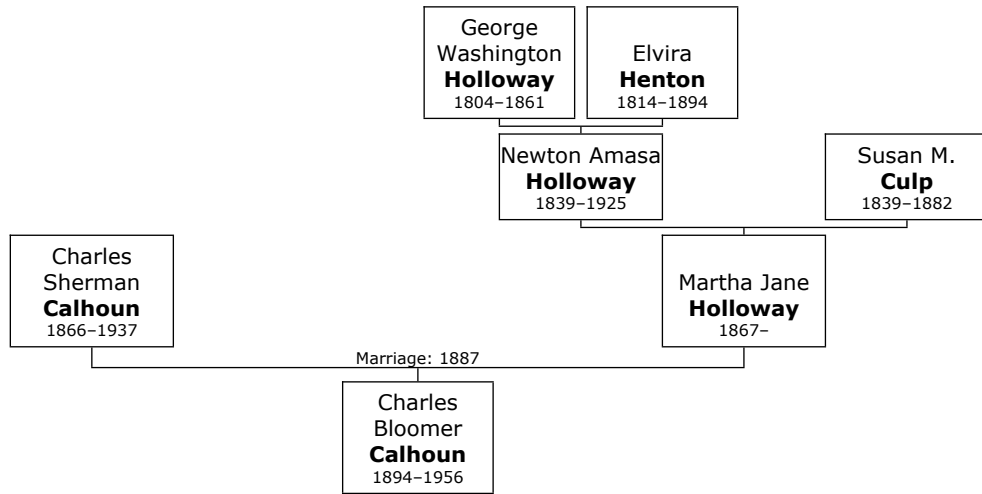 George
Washington
Holloway
1804–1861
Elvira
Henton
1814–1894
Newton Amasa
Holloway
1839–1925
Susan M.
Culp
1839–1882
Charles
Sherman
Calhoun
1866–1937
Martha Jane
Holloway
1867–
Marriage: 1887
Charles
Bloomer
Calhoun
1894–1956